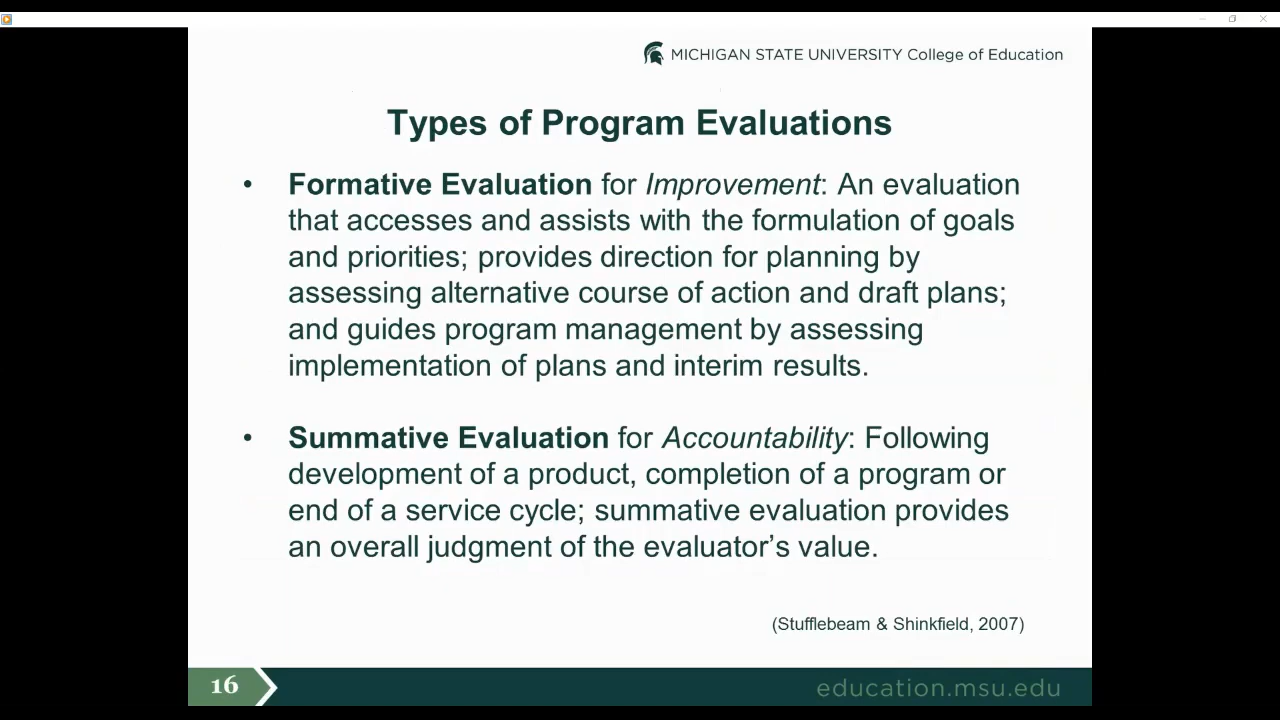 MICHIGAN STATE UNIVERSITY College of Education
Types of Program Evaluations
• Formative Evaluation for Improvement: An evaluation
that accesses and assists with the formulation of goals
and priorities; provides direction for planning by
assessing alternative course of action and draft plans;
and guides program management by assessing
implementation of plans and interim results.
• Summative Evaluation for Accountability: Following
development of a product, completion of a program or
end of a service cycle; summative evaluation provides
an overall judgment of the evaluator’s value.
(Stufflebeam & Shinkfield, 2007)
16
education.msu.edu